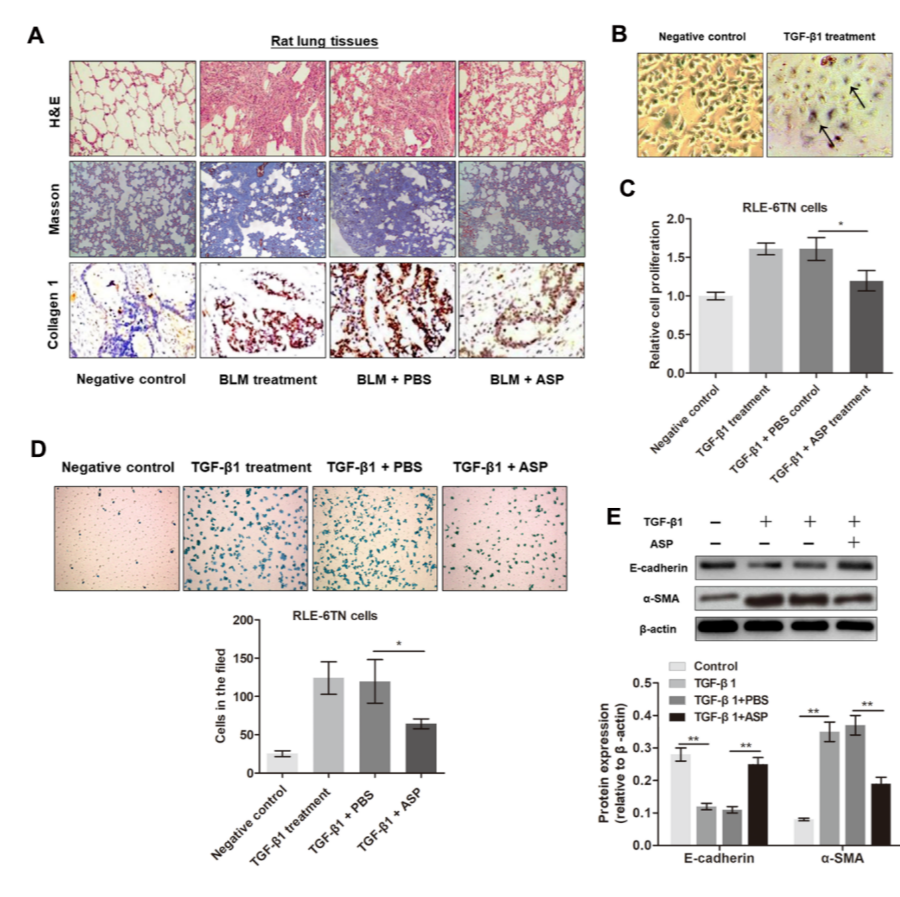 A
Rat lung tissues
H&E
Masson
Collagen 1
Negative control
BLM treatment
BLM + PBS
BLM + ASP
B
Negative control
TGF-β1 treatment
C
RLE-6TN cells
Relative cell proliferation
2.0
1.5
1.0
0.5
0.0
*
Negative control
TGF-β1 treatment
TGF-β1 + PBS control
TGF-β1 + ASP treatment
D
Negative control
TGF-β1 treatment
TGF-β1 + PBS
TGF-β1 + ASP
RLE-6TN cells
Cells in the filed
200
150
100
50
0
*
Negative control
TGF-β1 treatment
TGF-β1 + PBS
TGF-β1 + ASP
E
TGF-β1 − + + +
ASP − − − +
E-cadherin
α-SMA
β-actin
Control
TGF-β 1
TGF-β 1+PBS
TGF-β 1+ASP
Protein expression
(relative to β -actin)
0.5
0.4
0.3
0.2
0.1
0.0
** ** ** **
E-cadherin
α-SMA